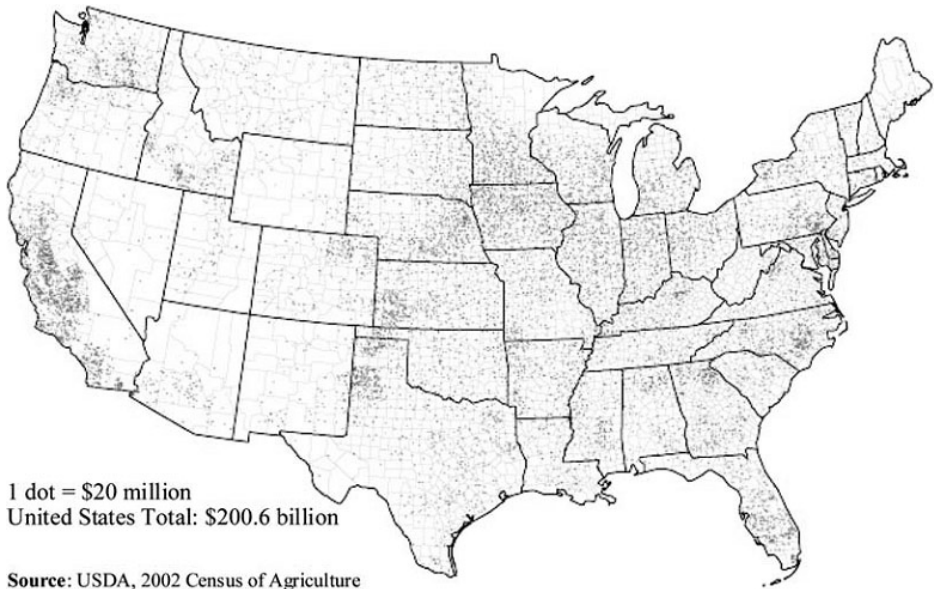 1 dot = $20 million
United States Total: $200.6 billion
Source: USDA, 2002 Census of Agriculture